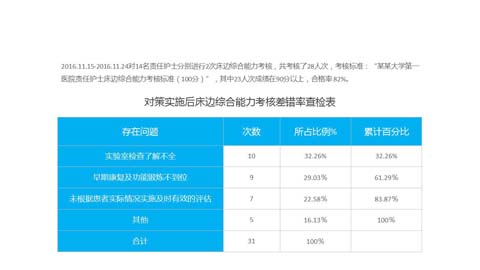 2016.11.15-2016.11.24对14名责任护士分别进行2次床边综合能力考核，共考核了28人次，考核标准：“某某大学第一
医院责任护士床边综合能力考核标准（100分）”，其中23人次成绩在90分以上，合格率82%。
对策实施后床边综合能力考核差错率查检表
存在问题 次数 所占比例% 累计百分比
实验室检查了解不全 10 32.26% 32.26%
早期康复及功能锻炼不到位 9 29.03% 61.29%
未根据患者实际情况实施及时有效的评估 7 22.58% 83.87%
其他 5 16.13% 100%
合计 31 100%